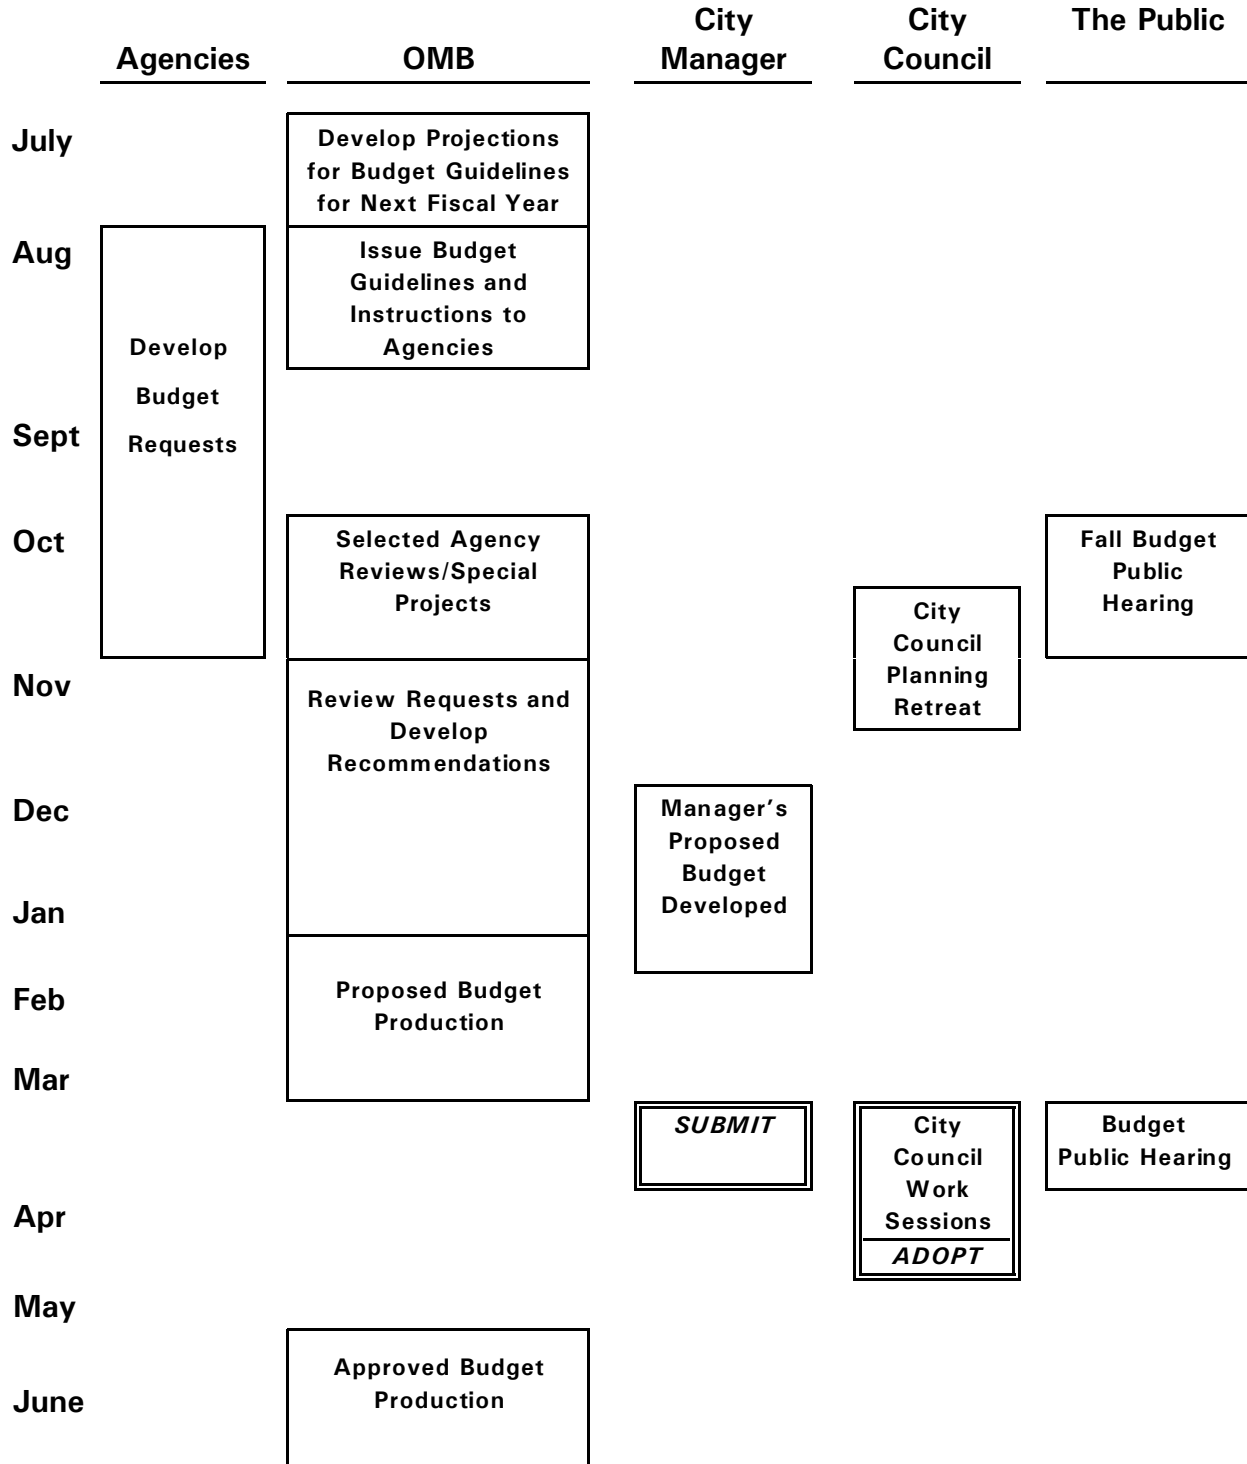 City
Manager
City
Council
The Public
Agencies
OMB
July
Develop Projections
for Budget Guidelines
for Next Fiscal Year
Aug
Issue Budget
Guidelines and
Instructions to
Agencies
Develop
Budget
Requests
Sept
Oct
Selected Agency
Reviews/Special
Projects
Fall Budget
Public
Hearing
City
Council
Planning
Retreat
Nov
Review Requests and
Develop
Recommendations
Dec
Manager's
Proposed
Budget
Developed
Jan
Feb
Proposed Budget
Production
Mar
SUBMIT
City
Council
Work
Sessions
ADOPT
Budget
Public Hearing
Apr
May
Approved Budget
Production
June